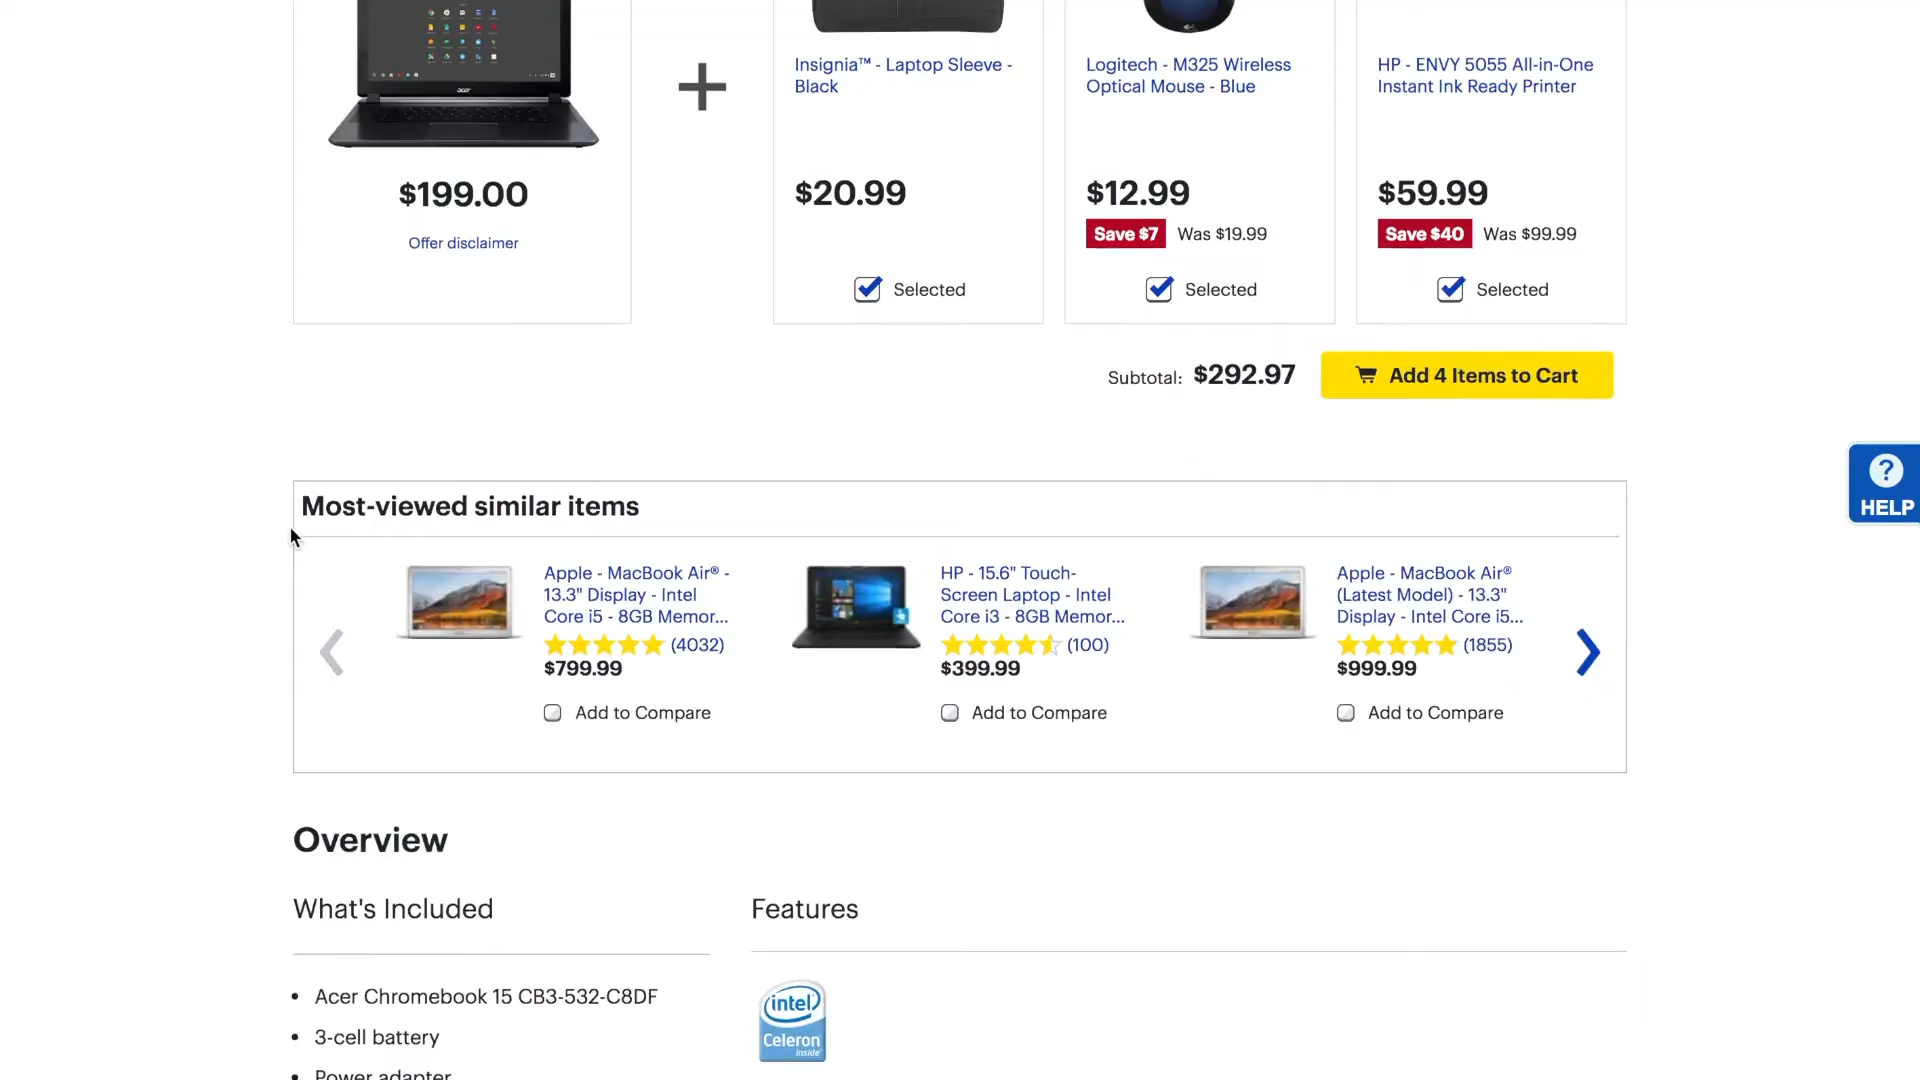 acer
Insignia™ - Laptop Sleeve -
Black
Logitech - M325 Wireless
Optical Mouse - Blue
HP - ENVY 5055 All-in-One
Instant Ink Ready Printer
$199.00
$20.99
$12.99
$59.99
Save $7 Was $19.99
Save $40 Was $99.99
Offer disclaimer
Selected
Selected
Selected
Subtotal: $292.97
Add 4 Items to Cart
?
HELP
Most-viewed similar items
Apple - MacBook Air® -
13.3" Display - Intel
Core i5 - 8GB Memor...
(4032)
$799.99
Add to Compare
HP - 15.6" Touch-
Screen Laptop - Intel
Core i3 - 8GB Memor...
(100)
$399.99
Add to Compare
Apple - MacBook Air®
(Latest Model) - 13.3"
Display - Intel Core i5...
(1855)
$999.99
Add to Compare
Overview
What's Included
Features
• Acer Chromebook 15 CB3-532-C8DF
• 3-cell battery
• Power adapter
intel
Celeron
inside™